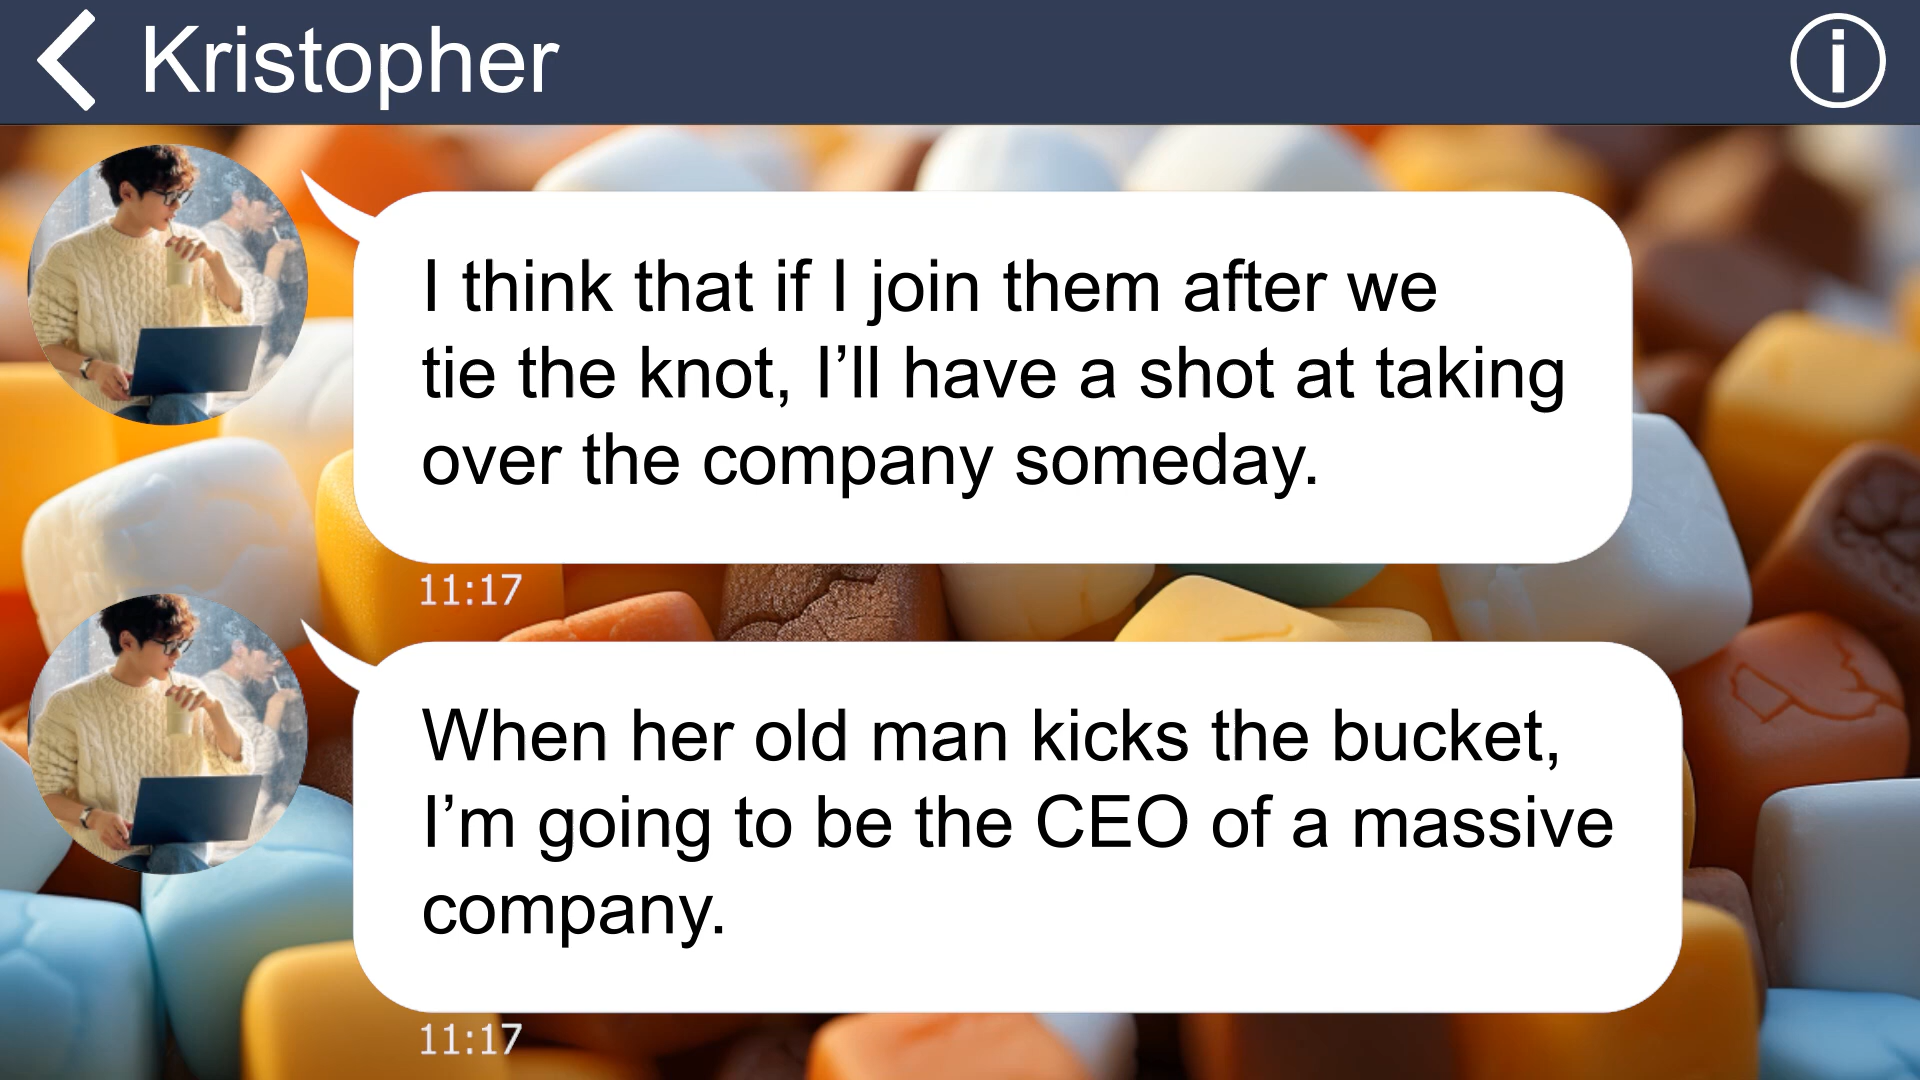 Kristopher
I think that if I join them after we
tie the knot, I’ll have a shot at taking
over the company someday.
11:17
When her old man kicks the bucket,
I’m going to be the CEO of a massive
company.
11:17